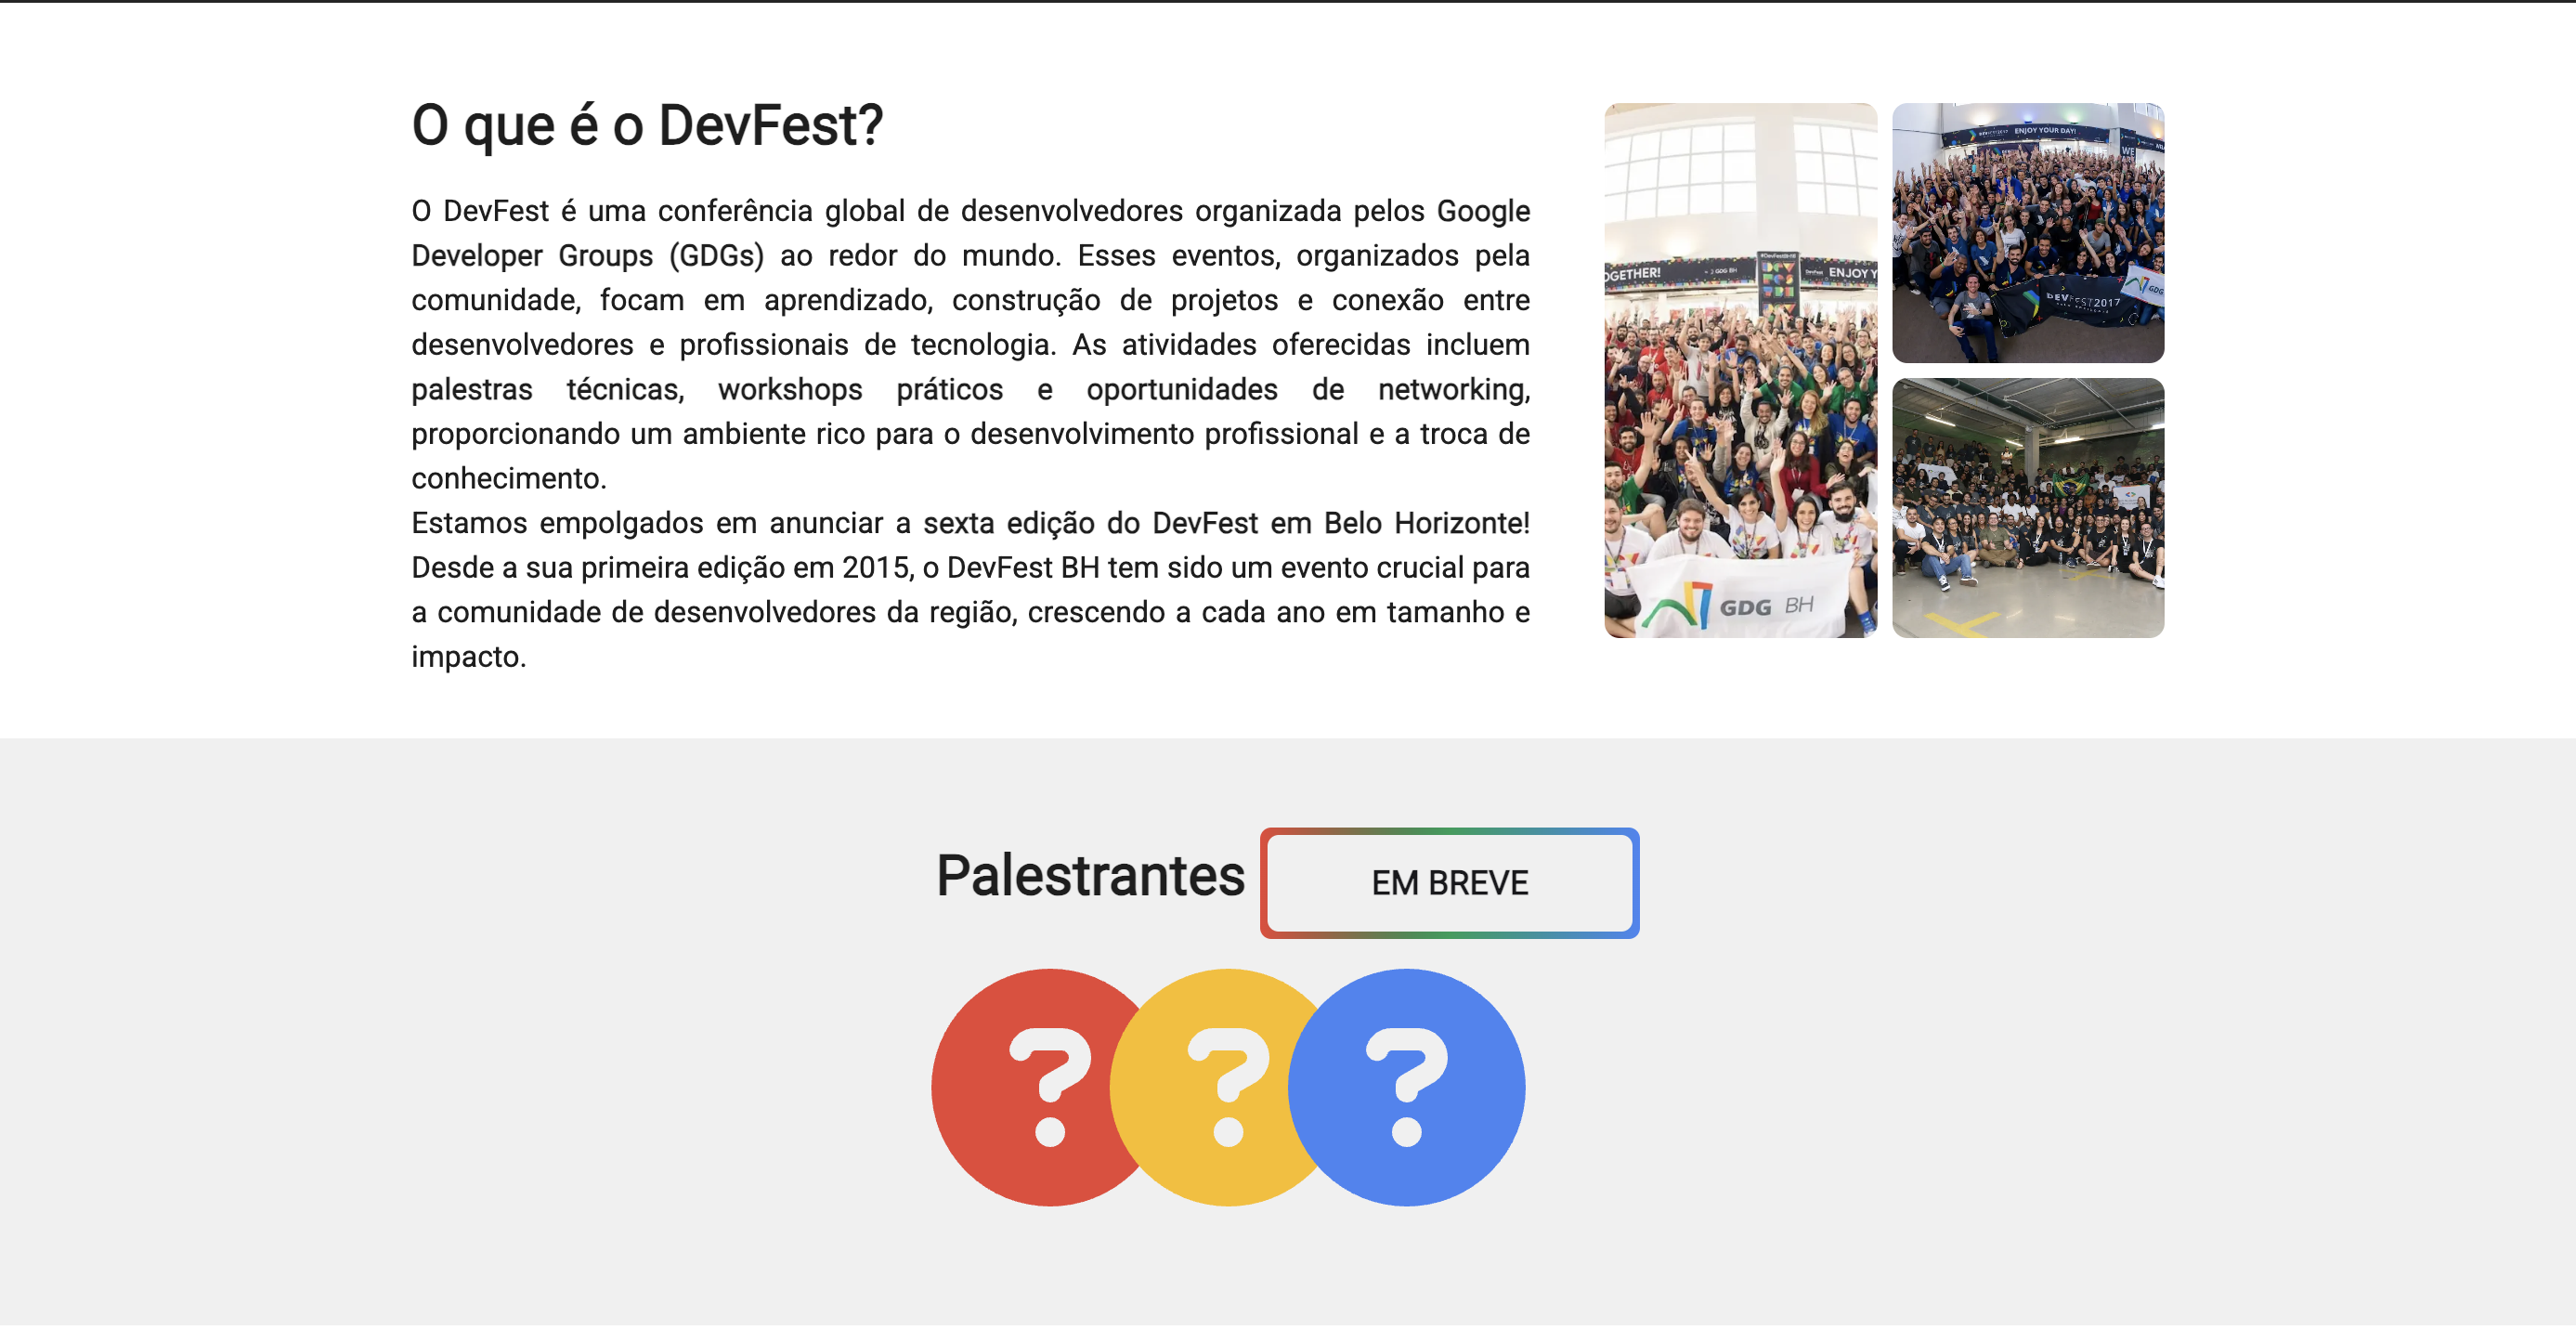 O que é o DevFest?
O DevFest é uma conferência global de desenvolvedores organizada pelos Google
Developer Groups (GDGs) ao redor do mundo. Esses eventos, organizados pela
comunidade, focam em aprendizado, construção de projetos e conexão entre
desenvolvedores e profissionais de tecnologia. As atividades oferecidas incluem
palestras técnicas, workshops práticos e oportunidades de networking,
proporcionando um ambiente rico para o desenvolvimento profissional e a troca de
conhecimento.
Estamos empolgados em anunciar a sexta edição do DevFest em Belo Horizonte!
Desde a sua primeira edição em 2015, o DevFest BH tem sido um evento crucial para
a comunidade de desenvolvedores da região, crescendo a cada ano em tamanho e
impacto.
OGETHER!
GDG BH
DevFest
ENJOY Y
GDG BH
ENJOY YOUR DAY!
WE
DEVFEST2017
GDG
Palestrantes
EM BREVE
? ? ?